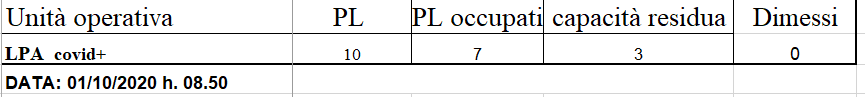 Unità operativa PL PL occupati capacità residua Dimessi
LPA covid+ 10 7 3 0
DATA: 01/10/2020 h. 08.50